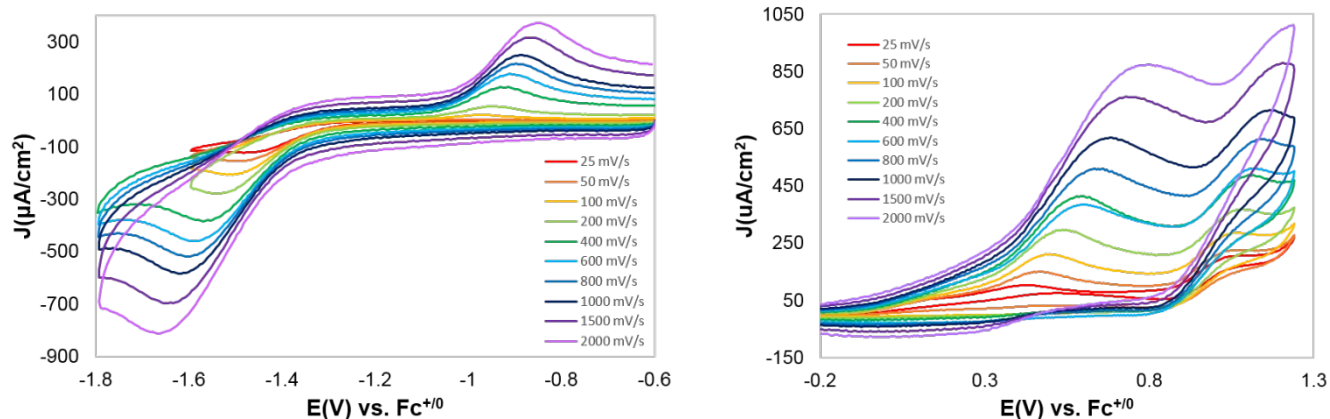 300
100
-100
-300
-500
-700
-900
J(µA/cm²)
-1.8
-1.6
-1.4
-1.2
-1
-0.8
-0.6
E(V) vs. Fc⁺/⁰
25 mV/s
50 mV/s
100 mV/s
200 mV/s
400 mV/s
600 mV/s
800 mV/s
1000 mV/s
1500 mV/s
2000 mV/s
1050
850
650
450
250
50
-150
J(uA/cm²)
-0.2
0.3
0.8
1.3
E(V) vs. Fc⁺/⁰
25 mV/s
50 mV/s
100 mV/s
200 mV/s
400 mV/s
600 mV/s
800 mV/s
1000 mV/s
1500 mV/s
2000 mV/s